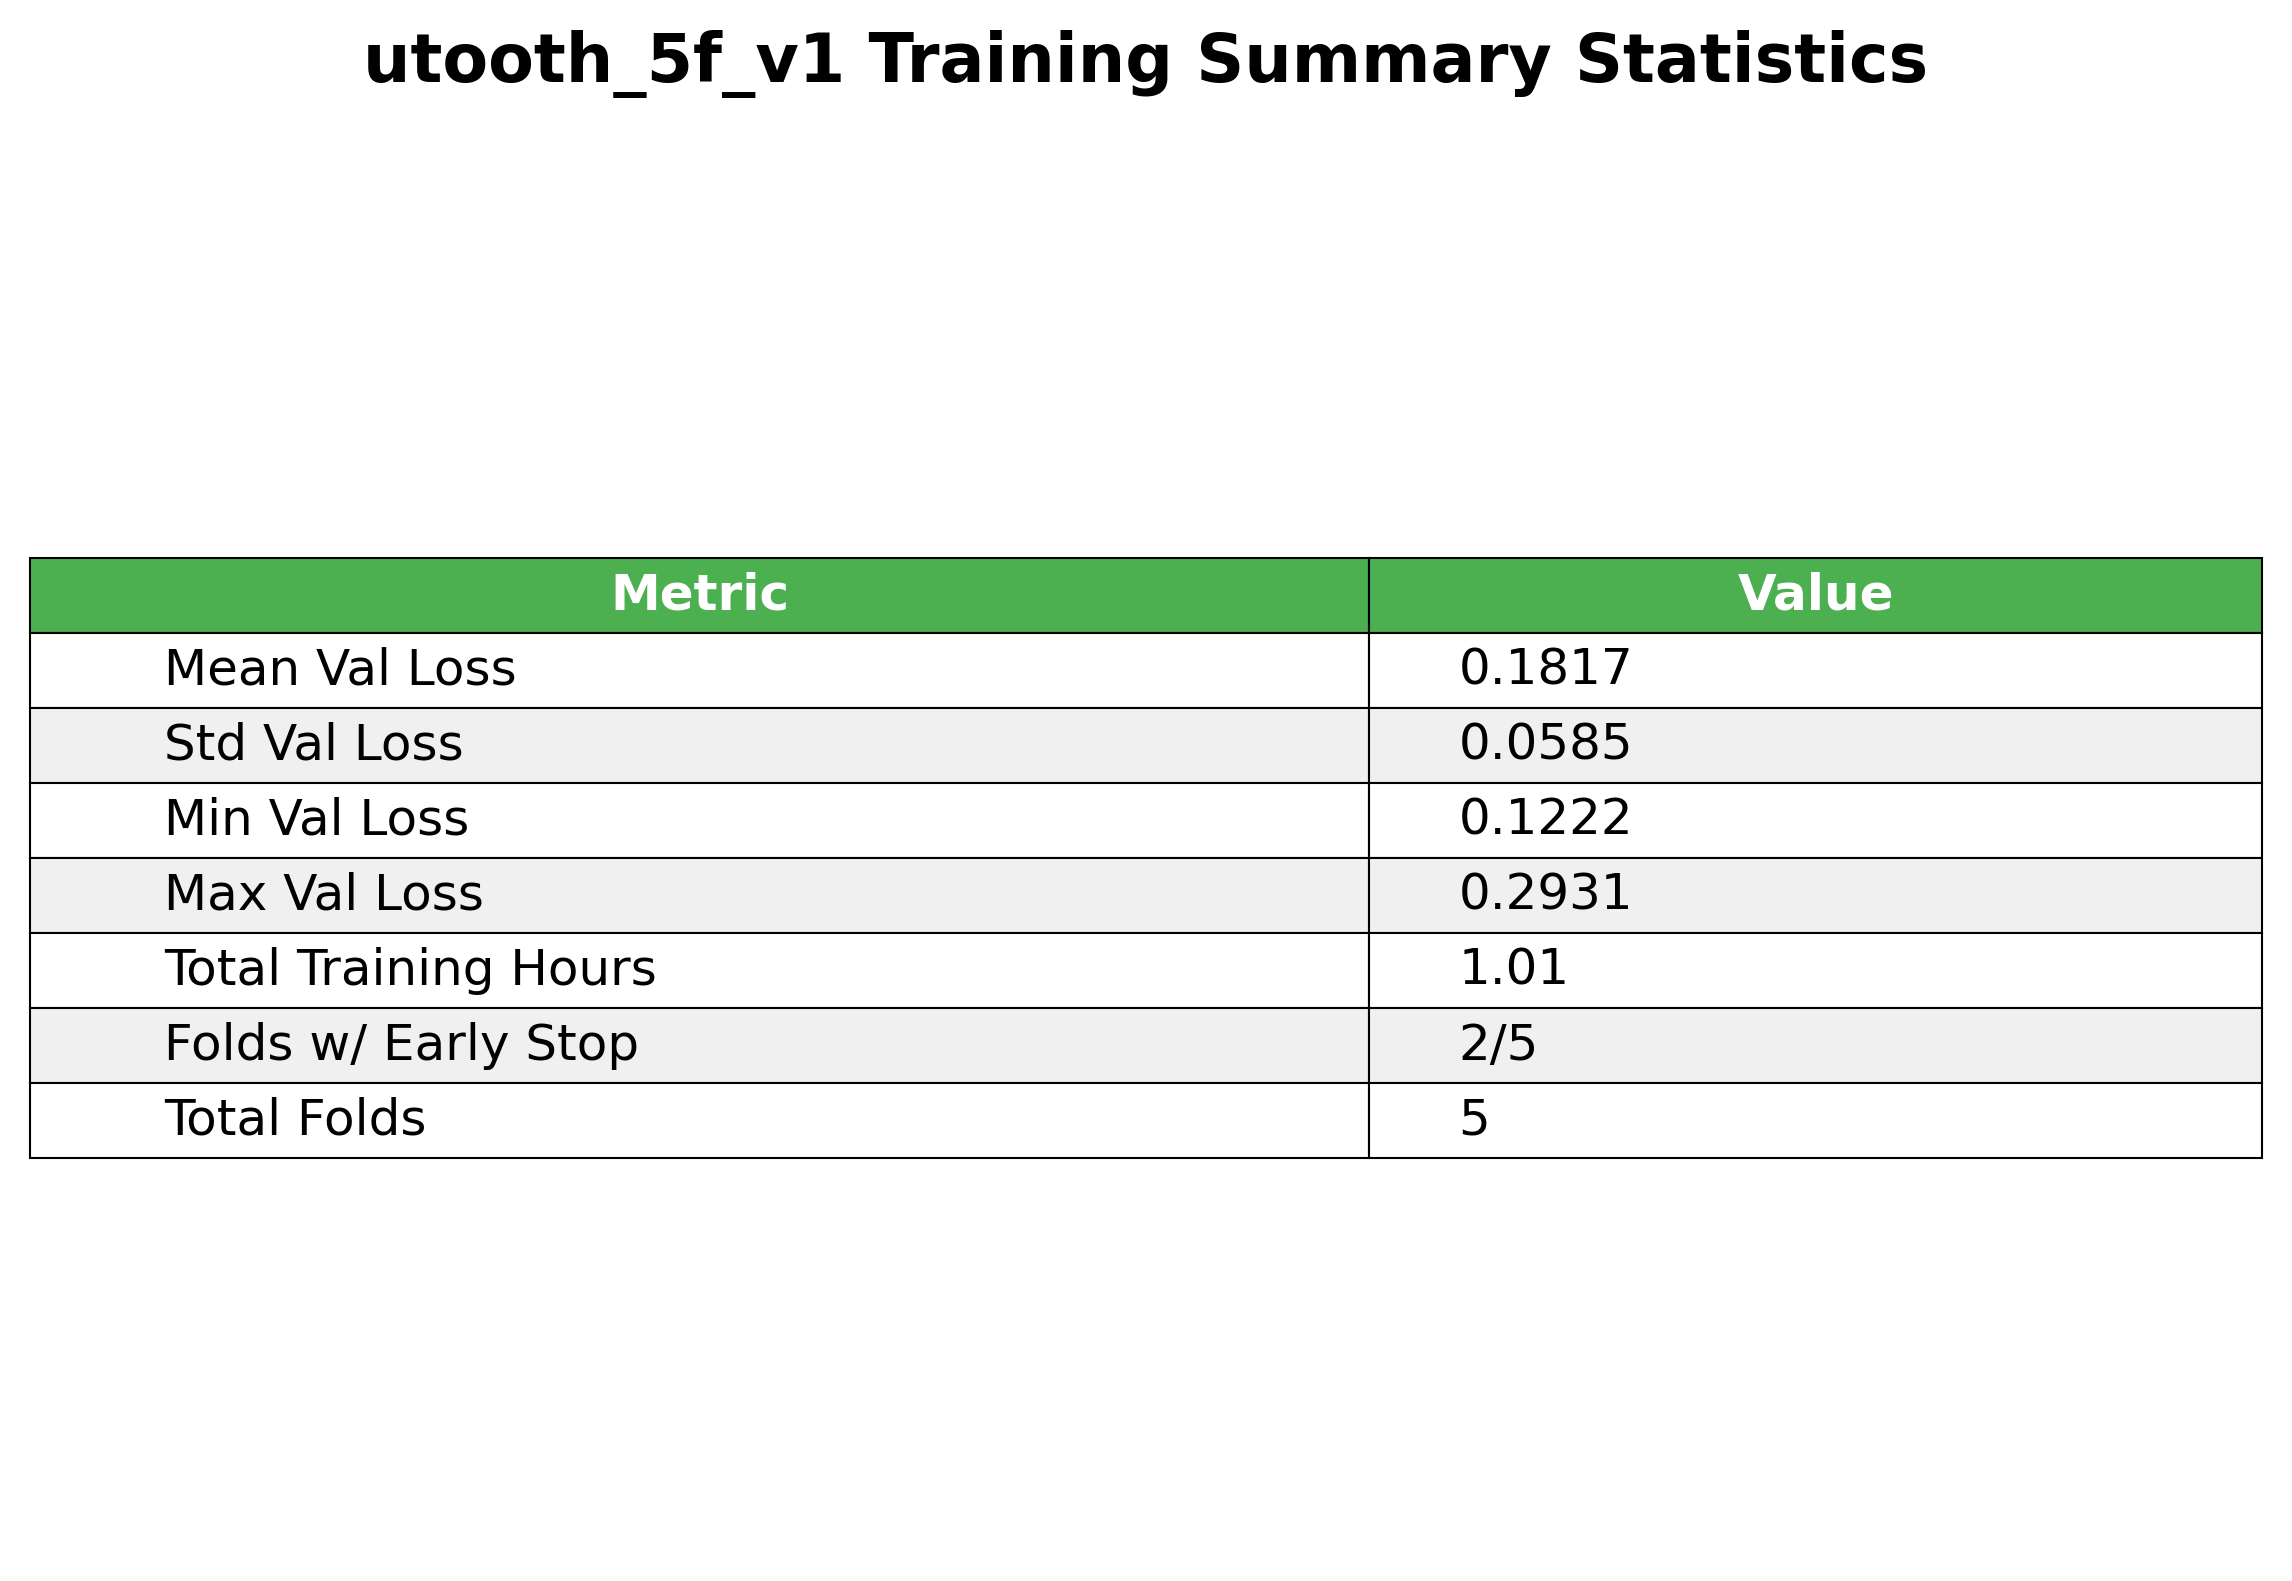 utooth_5f_v1 Training Summary Statistics
Metric Value
Mean Val Loss 0.1817
Std Val Loss 0.0585
Min Val Loss 0.1222
Max Val Loss 0.2931
Total Training Hours 1.01
Folds w/ Early Stop 2/5
Total Folds 5